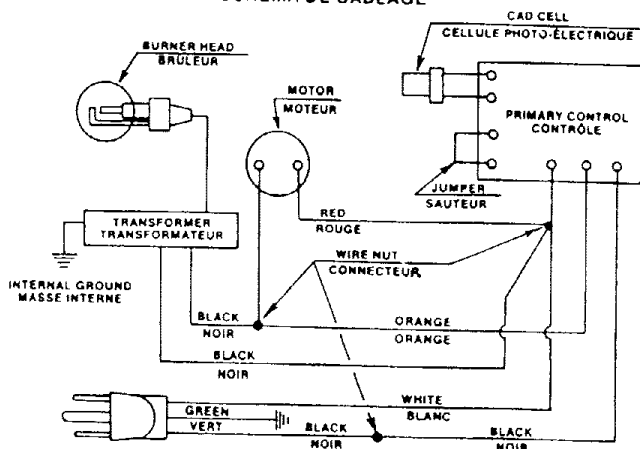 CAD CELL
CELLULE PHOTO-ÉLECTRIQUE
BURNER HEAD
BRÛLEUR
MOTOR
MOTEUR
PRIMARY CONTROL
CONTRÔLE
JUMPER
SAUTEUR
RED
ROUGE
TRANSFORMER
TRANSFORMATEUR
WIRE NUT
CONNECTEUR
INTERNAL GROUND
MASSE INTERNE
BLACK
NOIR
ORANGE
ORANGE
BLACK
NOIR
WHITE
BLANC
GREEN
VERT
BLACK
NOIR
BLACK
NOIR